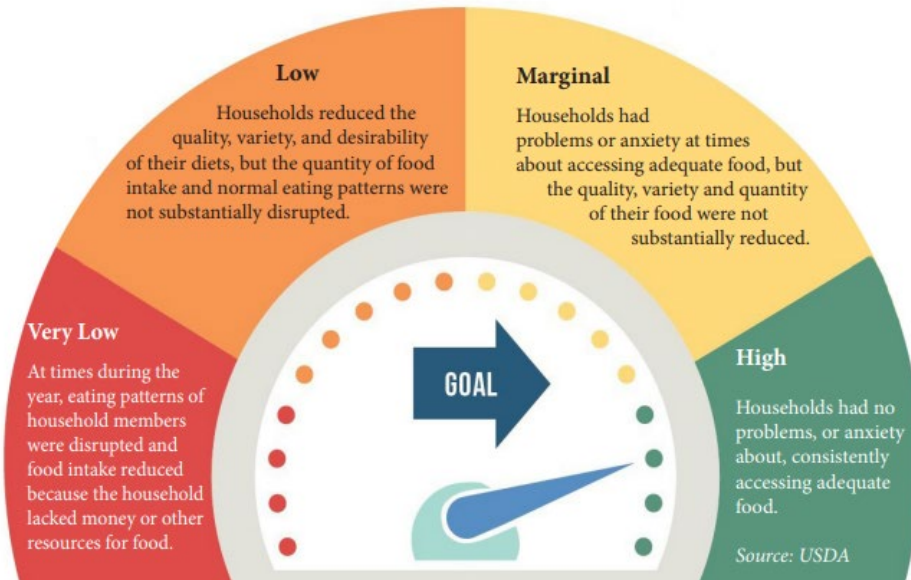 Low
Households reduced the
quality, variety, and desirability
of their diets, but the quantity of food
intake and normal eating patterns were
not substantially disrupted.
Marginal
Households had
problems or anxiety at times
about accessing adequate food, but
the quality, variety and quantity
of their food were not
substantially reduced.
Very Low
At times during the
year, eating patterns of
household members
were disrupted and
food intake reduced
because the household
lacked money or other
resources for food.
GOAL
High
Households had no
problems, or anxiety
about, consistently
accessing adequate
food.
Source: USDA